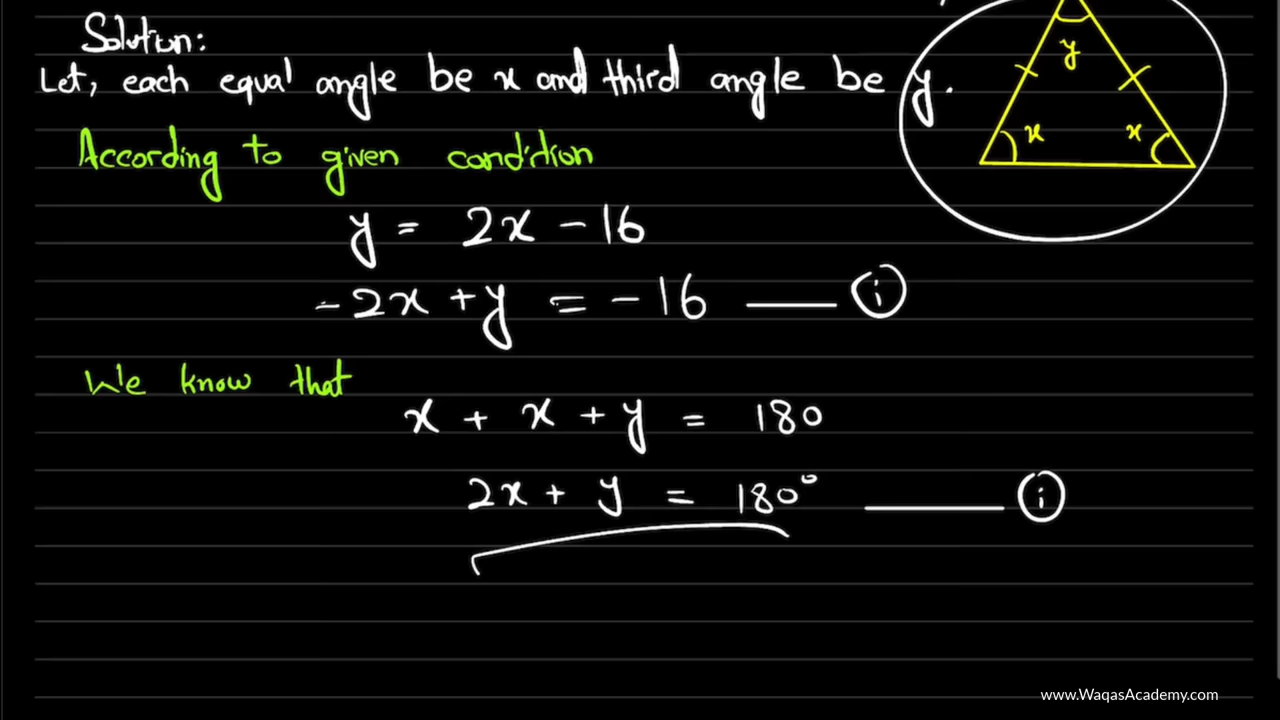 Solution:
Let, each equal angle be x and third angle be y.
y
x x
According to given condition
y = 2x - 16
-2x + y = -16 —— (i)
We know that
x + x + y = 180
2x + y = 180° —— (i)
www.WaqasAcademy.com